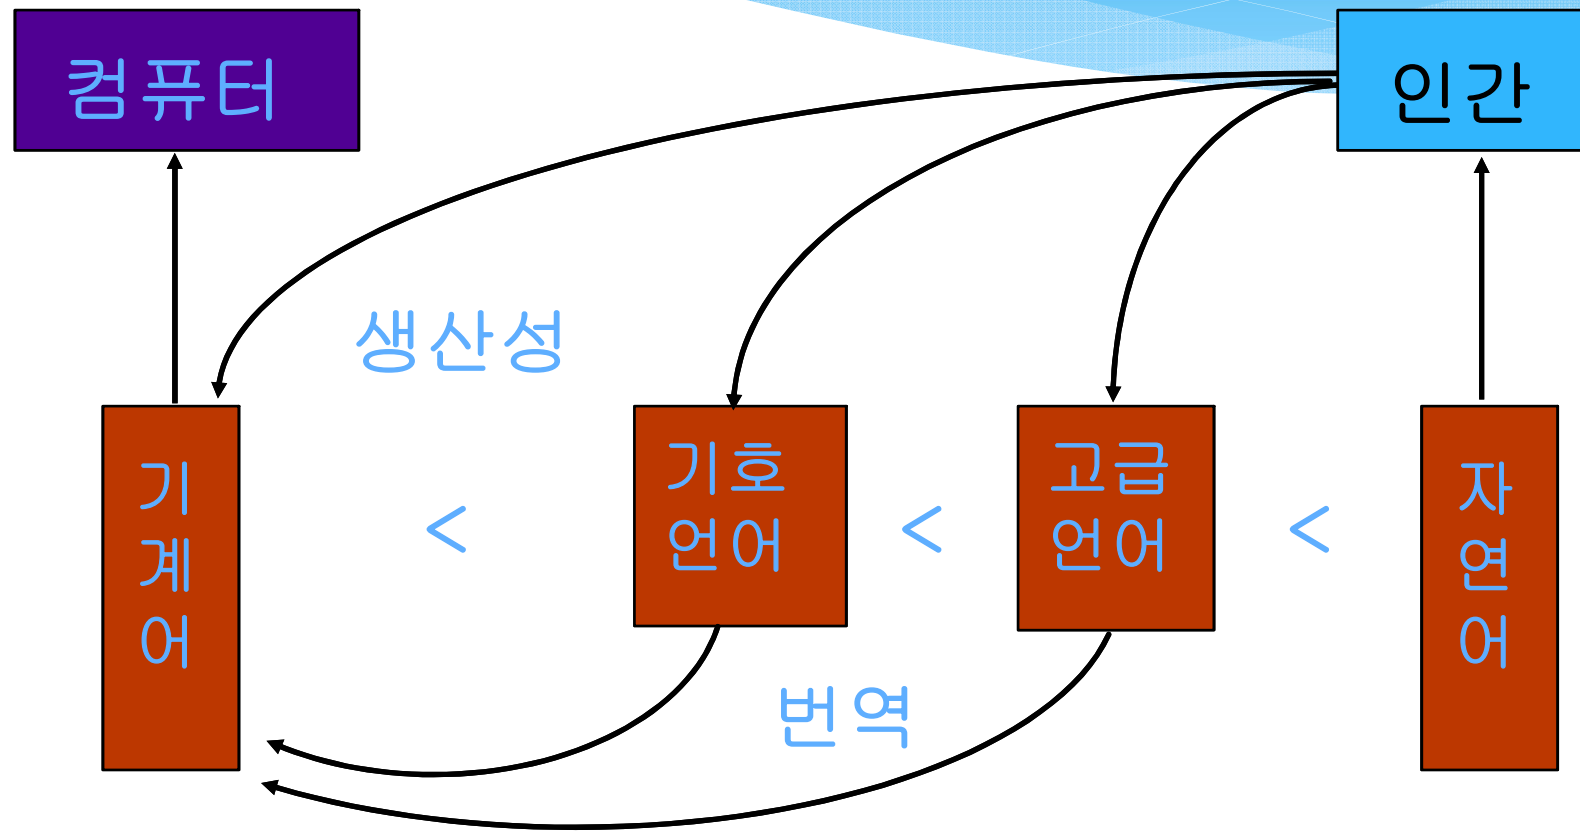 컴퓨터
인간
생산성
기
계
어
<
기호
언어
<
고급
언어
<
자
연
어
번역